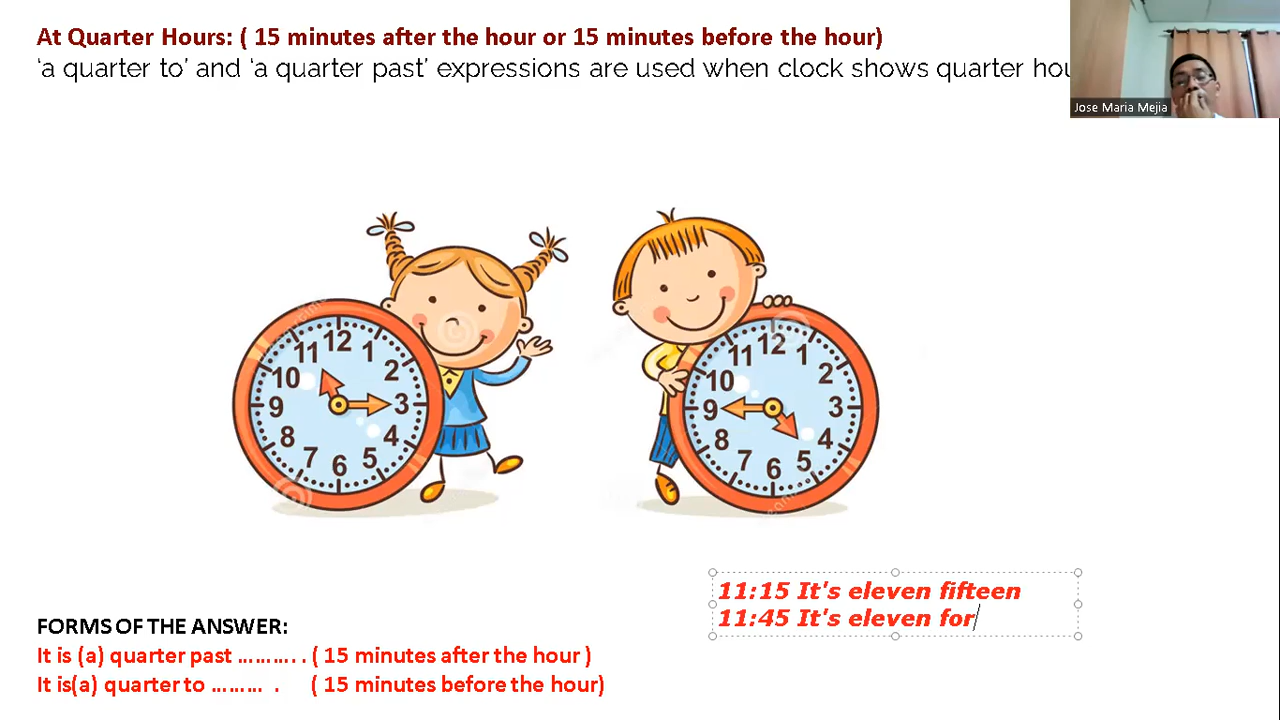 At Quarter Hours: ( 15 minutes after the hour or 15 minutes before the hour)
‘a quarter to’ and ‘a quarter past’ expressions are used when clock shows quarter
Jose Maria Mejia
12
11 1
10 2
9 3
8 4
7 6 5
12
11 1
10 2
9 3
8 4
7 6 5
11:15 It's eleven fifteen
11:45 It's eleven for
FORMS OF THE ANSWER:
It is (a) quarter past .......... . ( 15 minutes after the hour )
It is(a) quarter to ......... . ( 15 minutes before the hour)